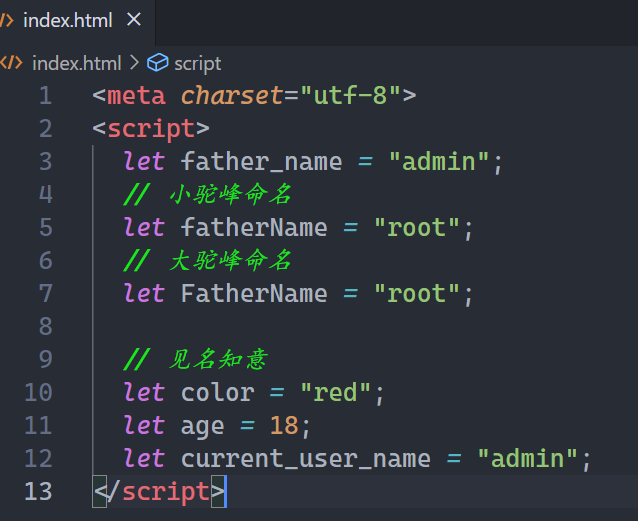 index.html ×
index.html > script
1 <meta charset="utf-8">
2 <script>
3 let father_name = "admin";
4 // 小驼峰命名
5 let fatherName = "root";
6 // 大驼峰命名
7 let FatherName = "root";
8
9 // 见名知意
10 let color = "red";
11 let age = 18;
12 let current_user_name = "admin";
13 </script>